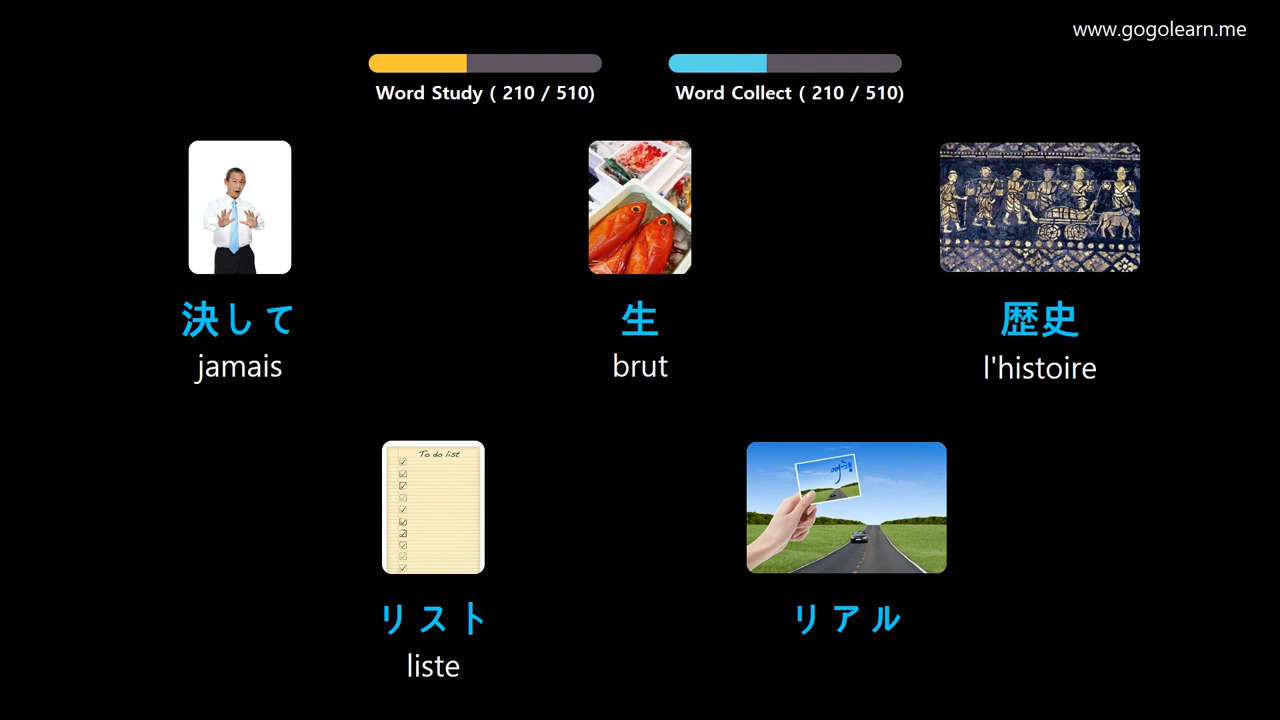 www.gogolearn.me
Word Study ( 210 / 510)
Word Collect ( 210 / 510)
決して
jamais
生
brut
歴史
l'histoire
To do list
リスト
liste
リアル